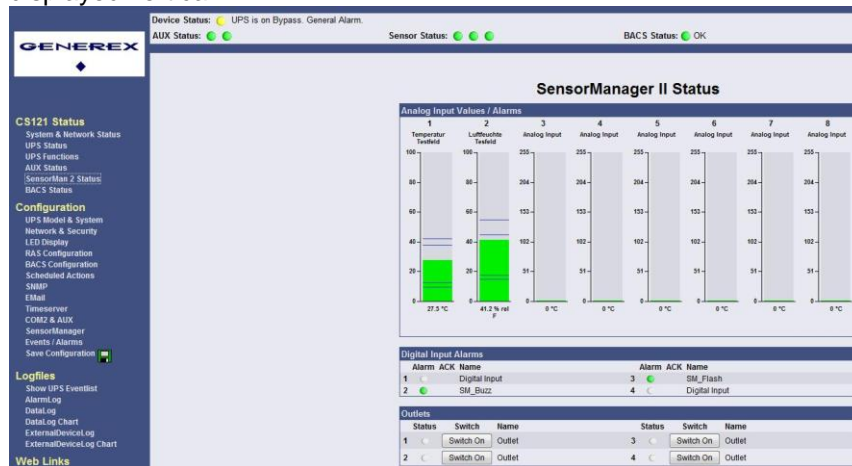 Device Status: UPS is on Bypass. General Alarm.
AUX Status: Sensor Status: BACS Status: OK
GENEREX
SensorManager II Status
CS121 Status
System & Network Status
UPS Status
UPS Functions
AUX Status
SensorMan 2 Status
BACS Status
Configuration
UPS Model & System
Network & Security
LED Display
RAS Configuration
BACS Configuration
Scheduled Actions
SNMP
EMail
Timeserver
COM2 & AUX
SensorManager
Events / Alarms
Save Configuration
Logfiles
Show UPS Eventlist
AlarmLog
DataLog
DataLog Chart
ExternalDeviceLog
ExternalDeviceLog Chart
Web Links
Analog Input Values / Alarms
1 2 3 4 5 6 7 8
Temperatur Luftfeuchte Analog Input Analog Input Analog Input Analog Input Analog Input Analog Input
Testfeld Tesfeld
100 100 255 255 255 255 255 255
80 80 204 204 204 204 204 204
60 60 153 153 153 153 153 153
40 40 102 102 102 102 102 102
20 20 51 51 51 51 51 51
0 0 0 0 0 0 0 0
27.5 °C 41.2 % rel 0 °C 0 °C 0 °C 0 °C 0 °C 0 °C
F
Digital Input Alarms
Alarm ACK Name Alarm ACK Name
1 Digital Input 3 SM_Flash
2 SM_Buzz 4 Digital Input
Outlets
Status Switch Name Status Switch Name
1 Switch On Outlet 3 Switch On Outlet
2 Switch On Outlet 4 Switch On Outlet